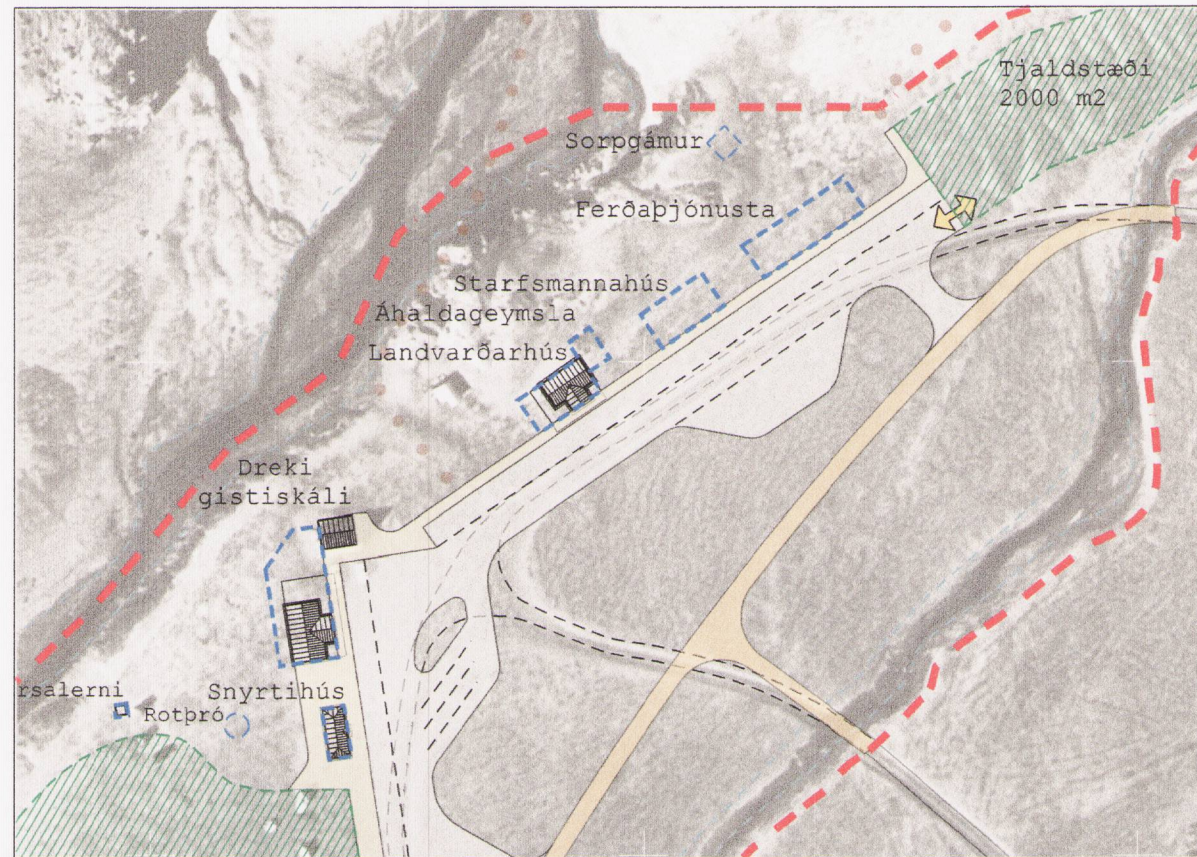 Tjaldstæði
2000 m2
Sorpgámur
Ferðaþjónusta
Starfsmannahús
Áhaldageymsla
Landvarðarhús
Dreki
gistiskáli
rsalerni
Snyrtihús
Rotþró